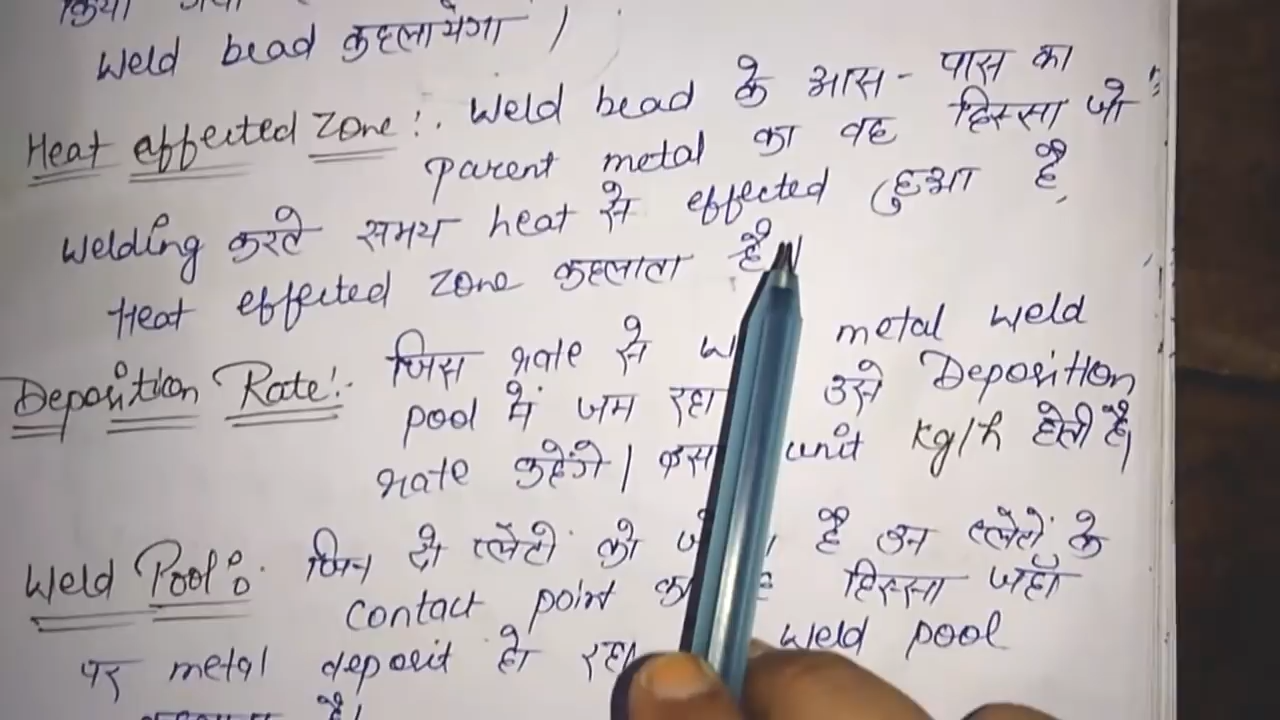 किया
Weld bead कहलायेगा /
Heat effected zone :. Weld bead के आस - पास का
parent metal का वह हिस्सा जो
Welding करते समय heat से effected हुआ है,
Heat effected zone कहलाता है।
Deposition Rate :. जिस rate से metal weld
pool में जम रहा उसे Deposition
rate कहेंगे / unit kg/h होती है।
Weld Pool :. जिन दो प्लेटों को है उन प्लेटों के
contact point का हिस्सा जहाँ
पर metal deposit हो रहा weld pool
है।